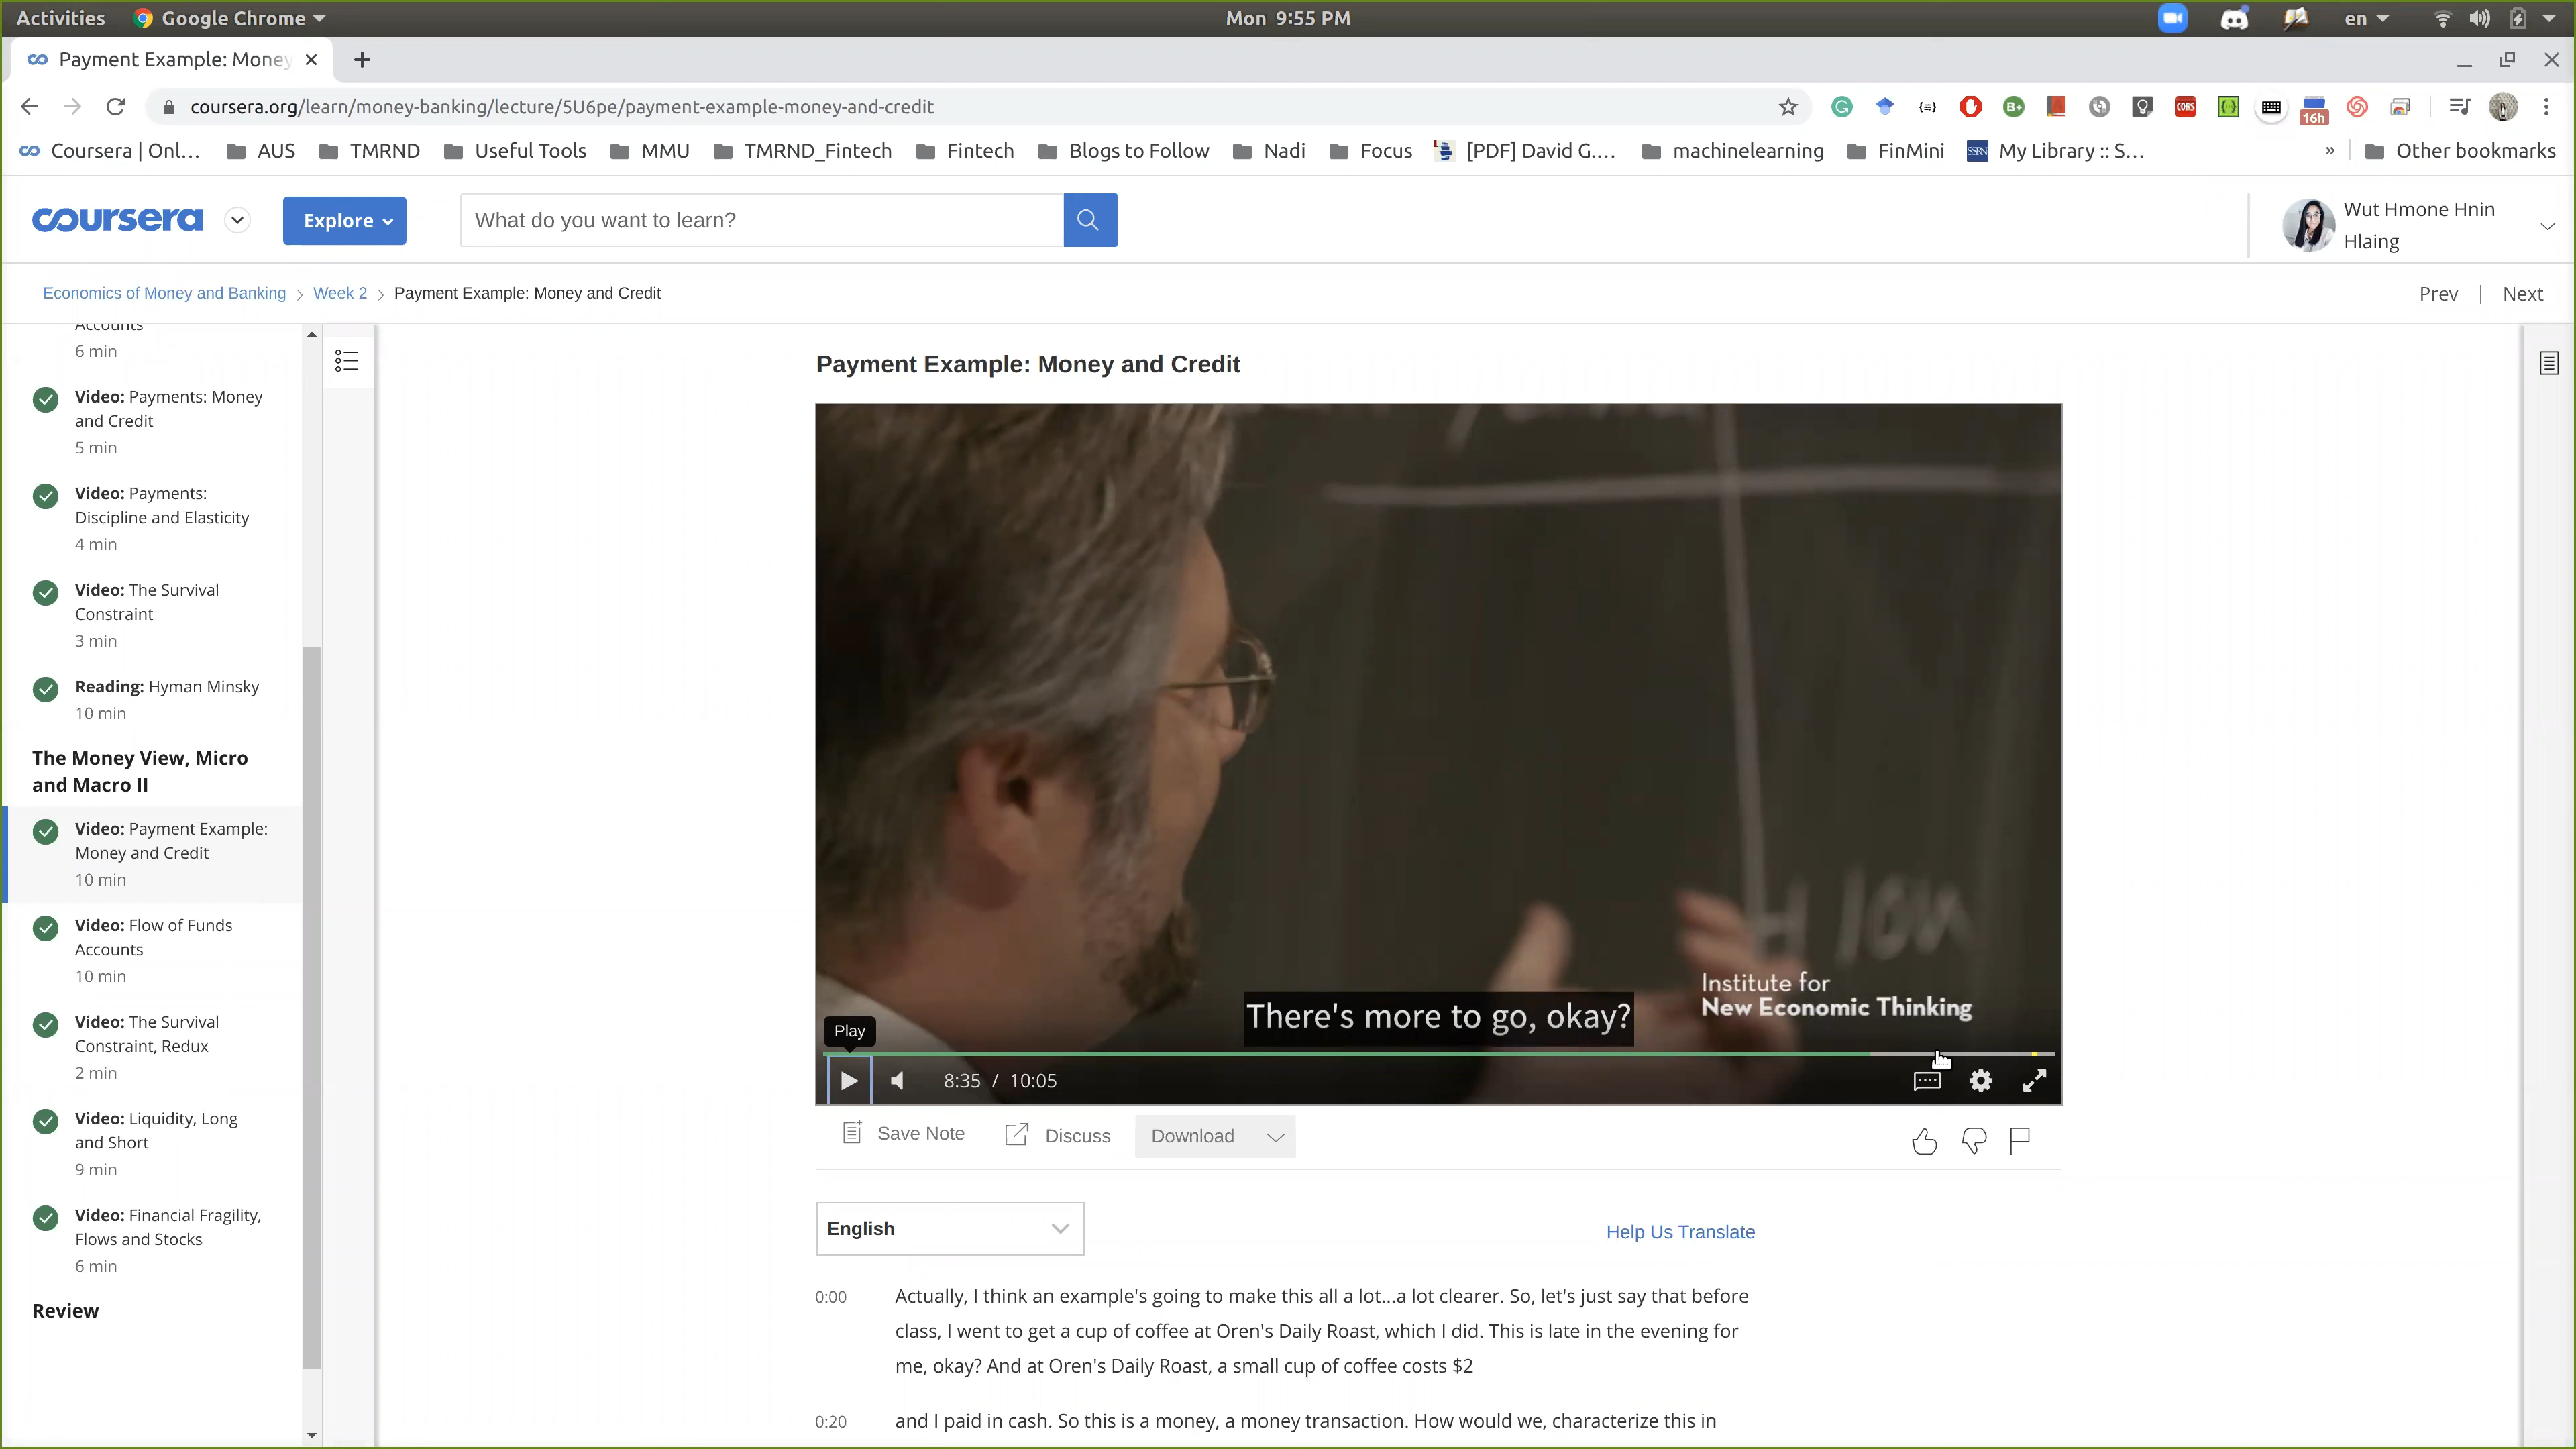 Activities
Google Chrome
Mon 9:55 PM
en
Payment Example: Money
coursera.org/learn/money-banking/lecture/5U6pe/payment-example-money-and-credit
B+
CORS
16h
Coursera | Onl...
AUS
TMRND
Useful Tools
MMU
TMRND_Fintech
Fintech
Blogs to Follow
Nadi
Focus
[PDF] David G....
machinelearning
FinMini
SSRN
My Library :: S...
»
Other bookmarks
coursera
Explore
What do you want to learn?
Wut Hmone Hnin
Hlaing
Economics of Money and Banking > Week 2 > Payment Example: Money and Credit
Prev | Next
Accounts
6 min
Video: Payments: Money
and Credit
5 min
Video: Payments:
Discipline and Elasticity
4 min
Video: The Survival
Constraint
3 min
Reading: Hyman Minsky
10 min
The Money View, Micro
and Macro II
Video: Payment Example:
Money and Credit
10 min
Video: Flow of Funds
Accounts
10 min
Video: The Survival
Constraint, Redux
2 min
Video: Liquidity, Long
and Short
9 min
Video: Financial Fragility,
Flows and Stocks
6 min
Review
Payment Example: Money and Credit
Institute for
New Economic Thinking
There's more to go, okay?
Play
8:35 / 10:05
Save Note
Discuss
Download
English
Help Us Translate
0:00
Actually, I think an example's going to make this all a lot...a lot clearer. So, let's just say that before
class, I went to get a cup of coffee at Oren's Daily Roast, which I did. This is late in the evening for
me, okay? And at Oren's Daily Roast, a small cup of coffee costs $2
0:20
and I paid in cash. So this is a money, a money transaction. How would we, characterize this in